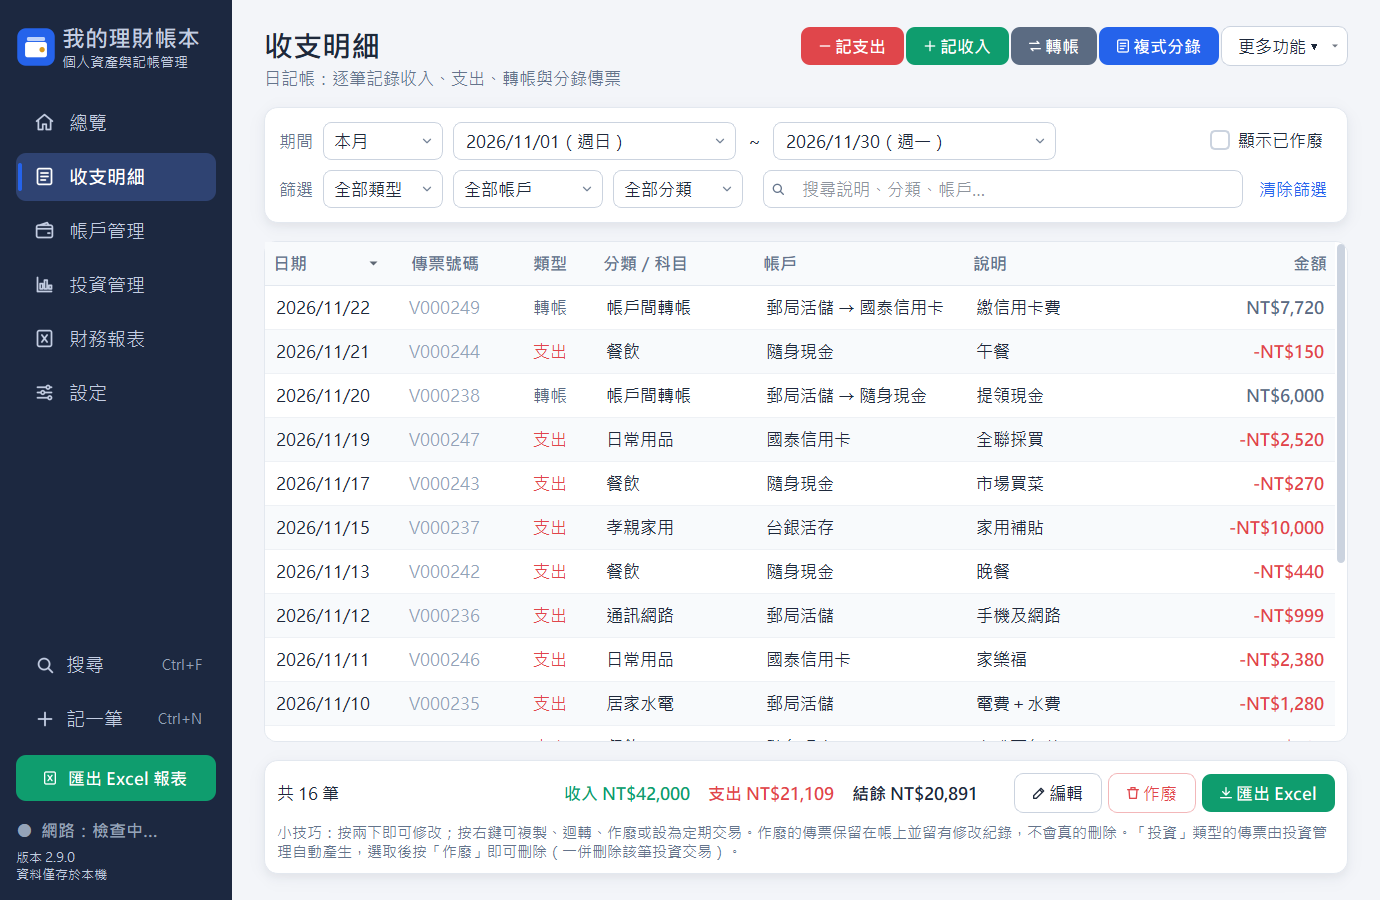 我的理財帳本
個人資產與記帳管理
總覽
收支明細
帳戶管理
投資管理
財務報表
設定
搜尋 Ctrl+F
記一筆 Ctrl+N
匯出 Excel 報表
網路：檢查中...
版本 2.9.0
資料僅存於本機
收支明細
日記帳：逐筆記錄收入、支出、轉帳與分錄傳票
記支出 記收入 轉帳 複式分錄 更多功能 ▾
期間 本月 2026/11/01 ( 週日 ) ~ 2026/11/30 ( 週一 ) 顯示已作廢
篩選 全部類型 全部帳戶 全部分類 搜尋說明、分類、帳戶... 清除篩選
日期 傳票號碼 類型 分類 / 科目 帳戶 說明 金額
2026/11/22 V000249 轉帳 帳戶間轉帳 郵局活儲 → 國泰信用卡 繳信用卡費 NT$7,720
2026/11/21 V000244 支出 餐飲 隨身現金 午餐 -NT$150
2026/11/20 V000238 轉帳 帳戶間轉帳 郵局活儲 → 隨身現金 提領現金 NT$6,000
2026/11/19 V000247 支出 日常用品 國泰信用卡 全聯採買 -NT$2,520
2026/11/17 V000243 支出 餐飲 隨身現金 市場買菜 -NT$270
2026/11/15 V000237 支出 孝親家用 台銀活存 家用補貼 -NT$10,000
2026/11/13 V000242 支出 餐飲 隨身現金 晚餐 -NT$440
2026/11/12 V000236 支出 通訊網路 郵局活儲 手機及網路 -NT$999
2026/11/11 V000246 支出 日常用品 國泰信用卡 家樂福 -NT$2,380
2026/11/10 V000235 支出 居家水電 郵局活儲 電費 + 水費 -NT$1,280
共 16 筆 收入 NT$42,000 支出 NT$21,109 結餘 NT$20,891 編輯 作廢 匯出 Excel
小技巧：按兩下即可修改；按右鍵可複製、迴轉、作廢或設為定期交易。作廢的傳票保留在帳上並留有修改紀錄，不會真的刪除。「投資」類型的傳票由投資管
理自動產生，選取後按「作廢」即可刪除（一併刪除該筆投資交易）。